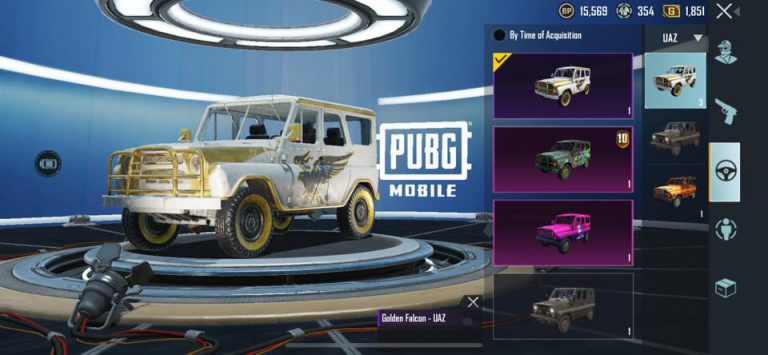 BP 15,569 354 G 1,851
By Time of Acquisition
UAZ
1
3
10
1
1
1
1
PUBG
MOBILE
Golden Falcon - UAZ